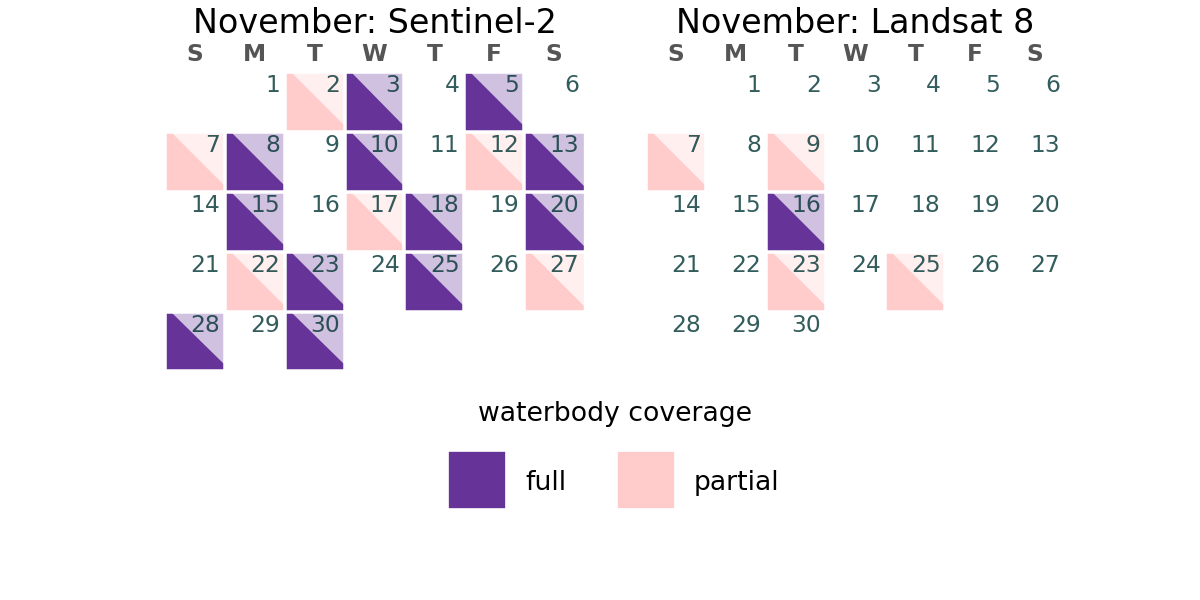 November: Sentinel-2
S M T W T F S
1 2 3 4 5 6
7 8 9 10 11 12 13
14 15 16 17 18 19 20
21 22 23 24 25 26 27
28 29 30
November: Landsat 8
S M T W T F S
1 2 3 4 5 6
7 8 9 10 11 12 13
14 15 16 17 18 19 20
21 22 23 24 25 26 27
28 29 30
waterbody coverage
full partial